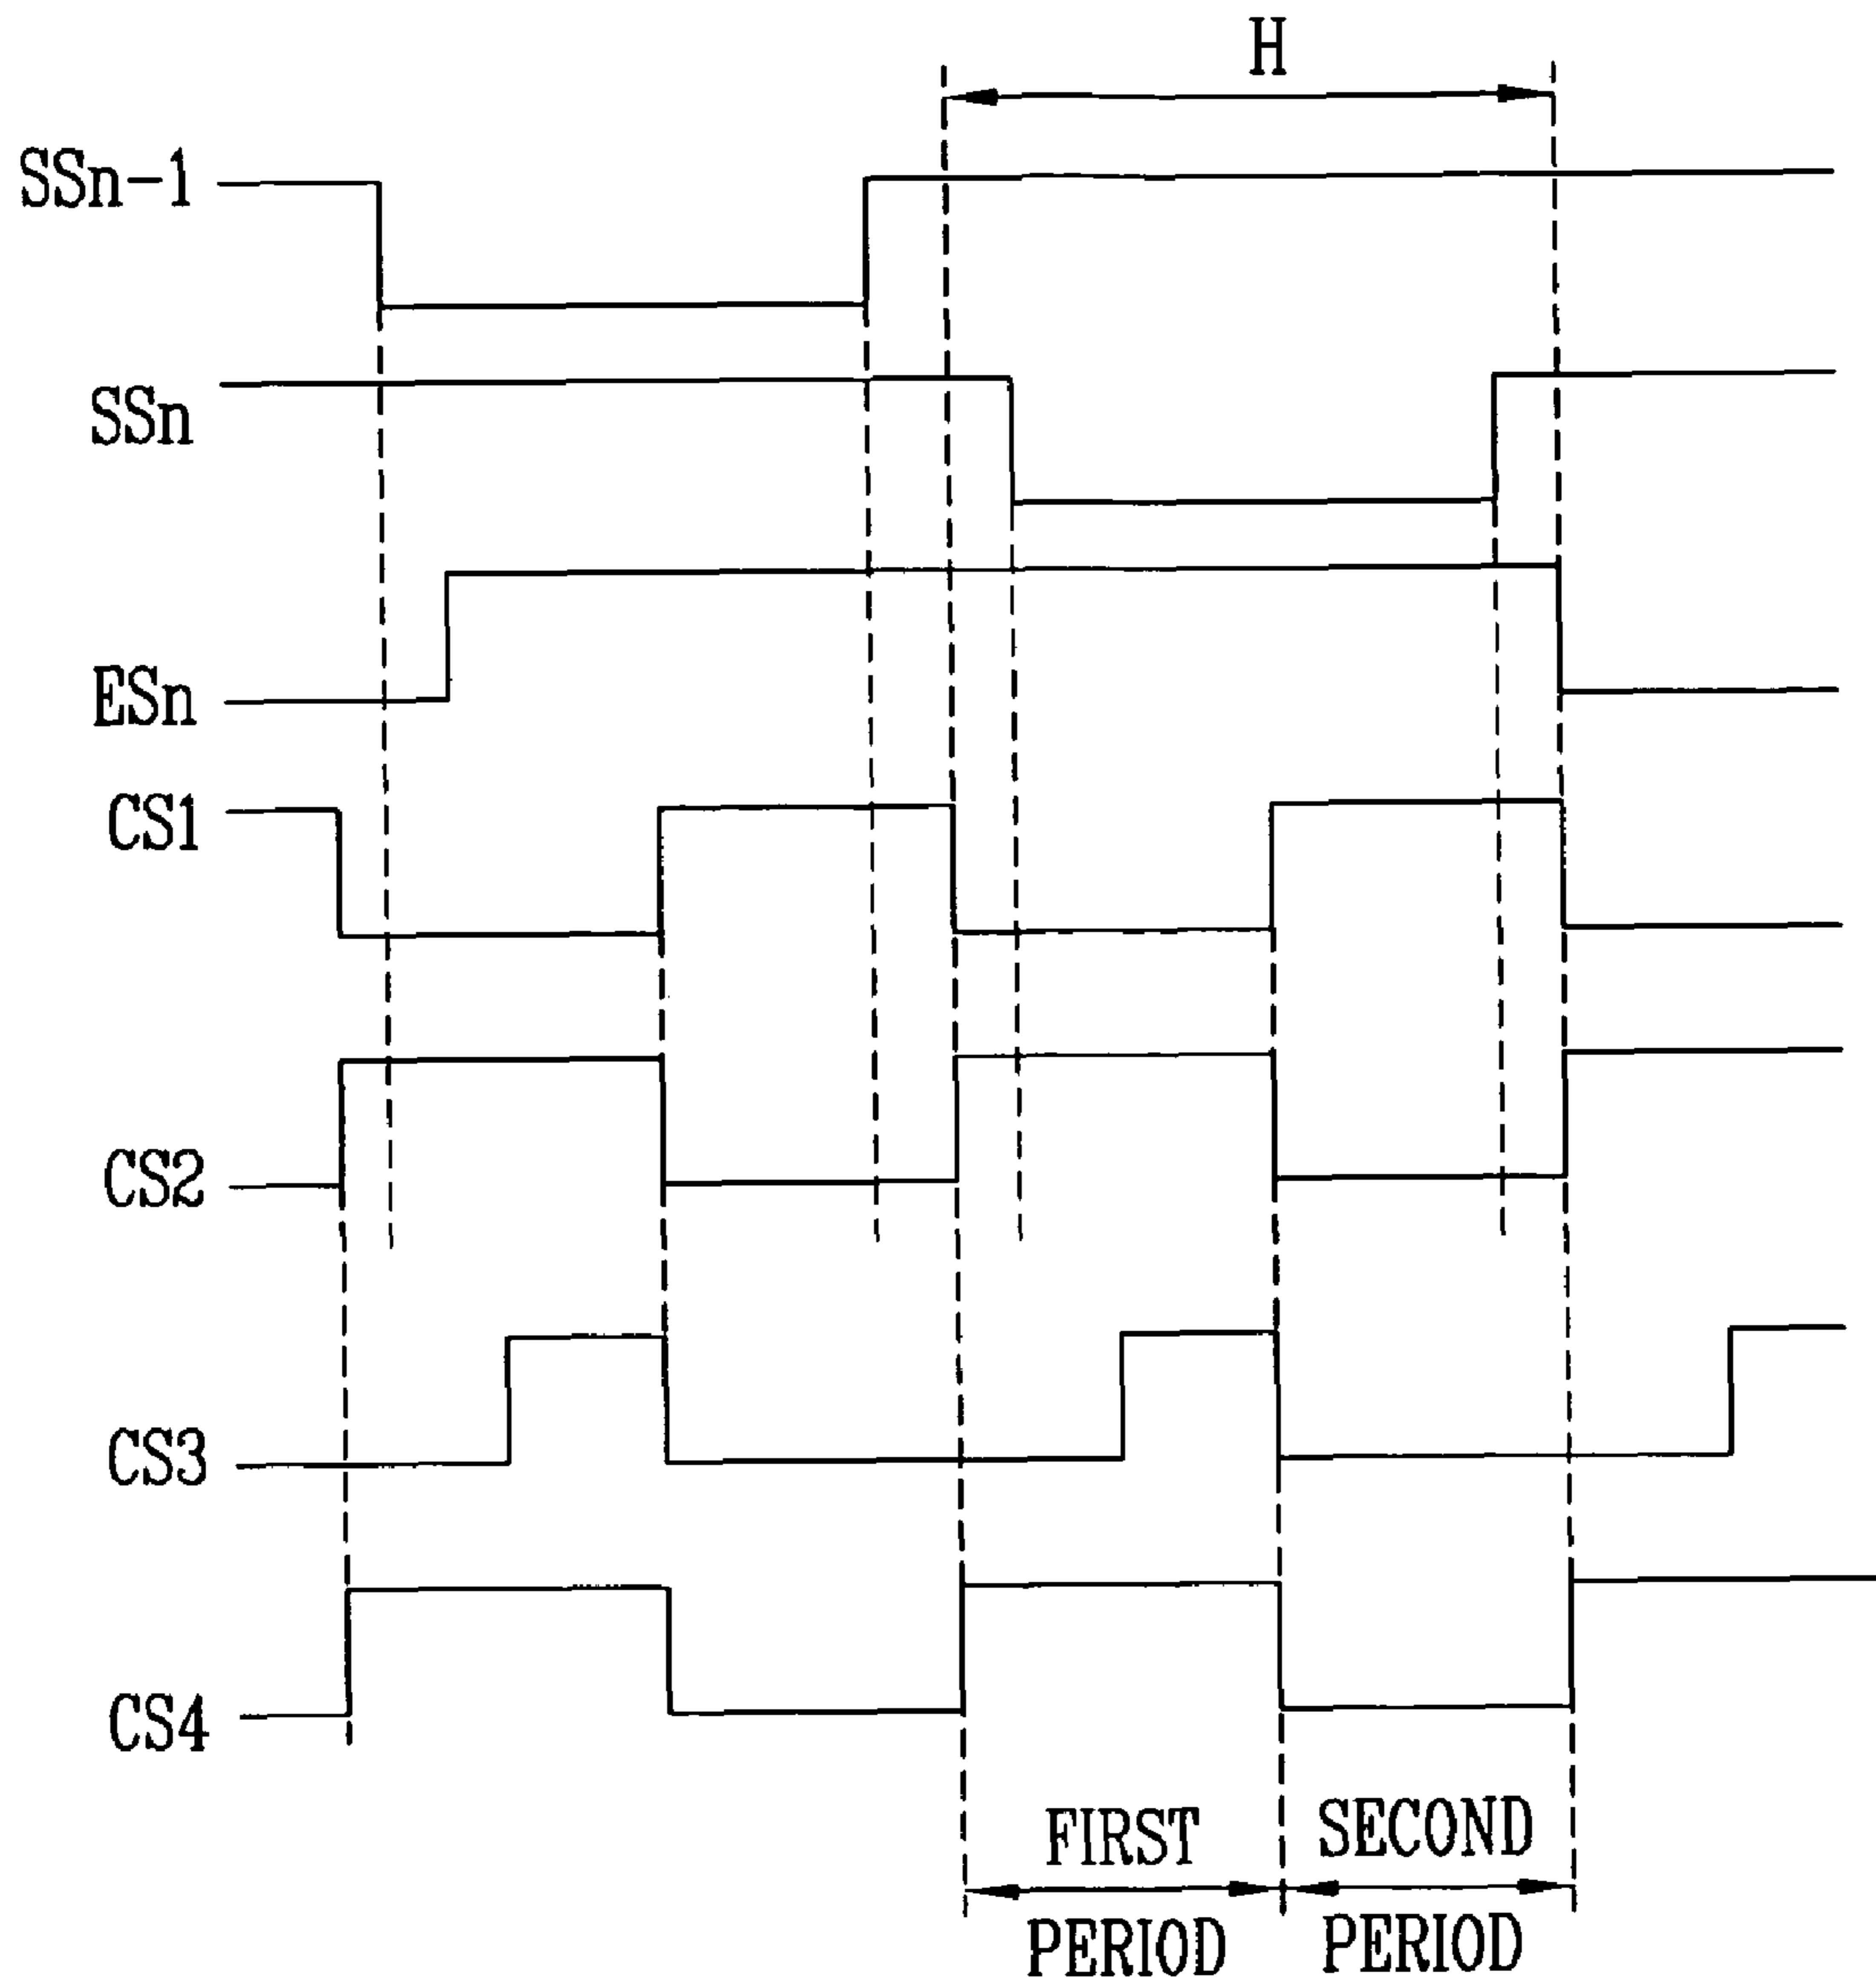 H
SSn-1
SSn
ESn
CS1
CS2
CS3
CS4
FIRST PERIOD
SECOND PERIOD